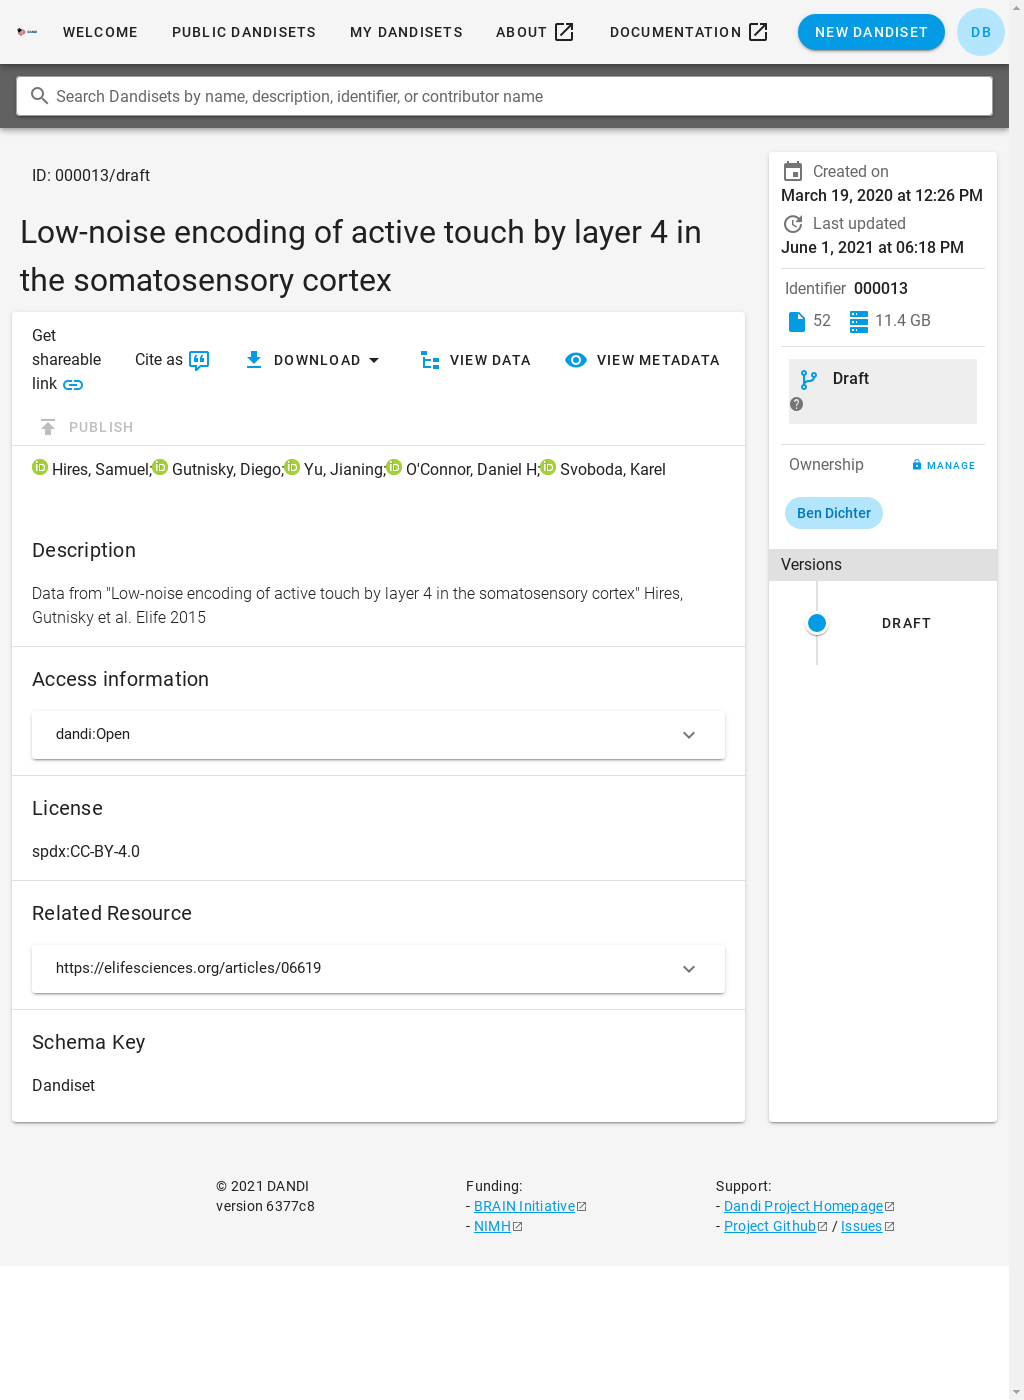 WELCOME
PUBLIC DANDISETS
MY DANDISETS
ABOUT
DOCUMENTATION
NEW DANDISET
DB
Search Dandisets by name, description, identifier, or contributor name
ID: 000013/draft
Low-noise encoding of active touch by layer 4 in
the somatosensory cortex
Get
shareable
link
Cite as
DOWNLOAD
VIEW DATA
VIEW METADATA
PUBLISH
Hires, Samuel; Gutnisky, Diego; Yu, Jianing; O'Connor, Daniel H; Svoboda, Karel
Description
Data from "Low-noise encoding of active touch by layer 4 in the somatosensory cortex" Hires,
Gutnisky et al. Elife 2015
Access information
dandi:Open
License
spdx:CC-BY-4.0
Related Resource
https://elifesciences.org/articles/06619
Schema Key
Dandiset
Created on
March 19, 2020 at 12:26 PM
Last updated
June 1, 2021 at 06:18 PM
Identifier 000013
52
11.4 GB
Draft
Ownership
MANAGE
Ben Dichter
Versions
DRAFT
© 2021 DANDI
version 6377c8
Funding:
- BRAIN Initiative
- NIMH
Support:
- Dandi Project Homepage
- Project Github / Issues